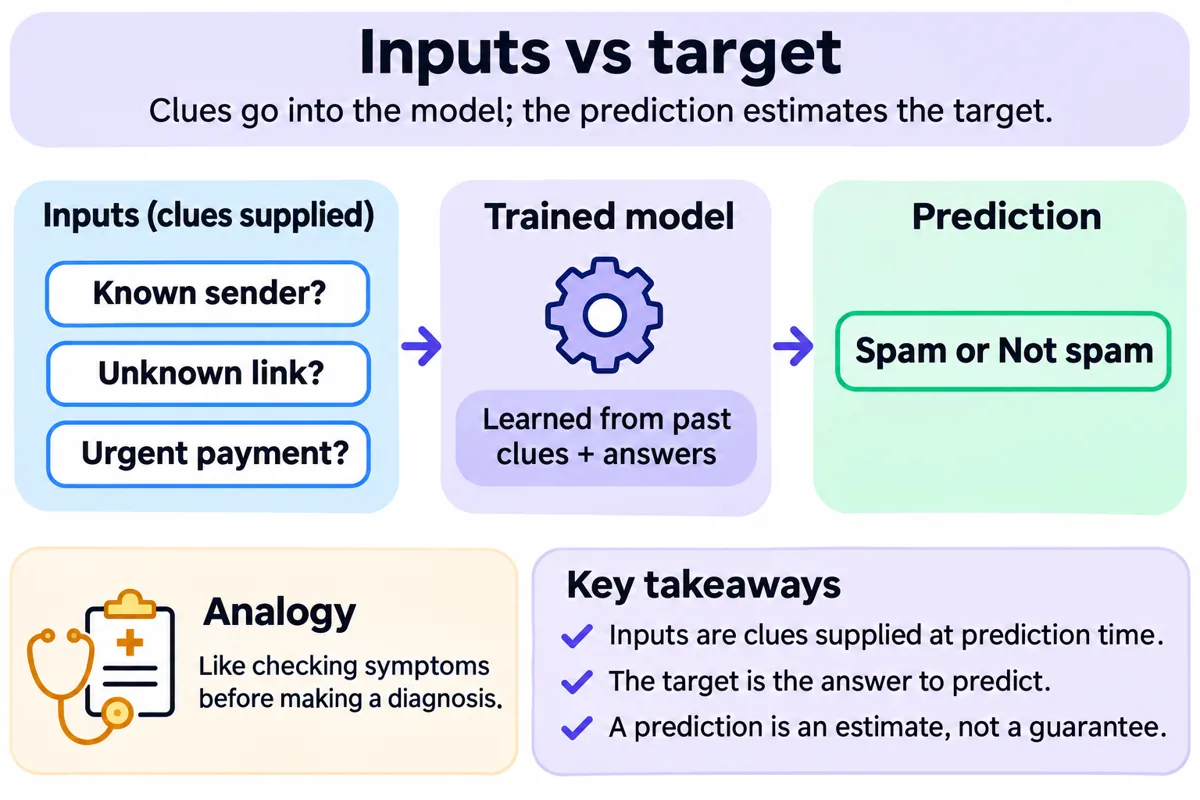 Inputs vs target
Clues go into the model; the prediction estimates the target.
Inputs (clues supplied)
Known sender?
Unknown link?
Urgent payment?
Trained model
Learned from past
clues + answers
Prediction
Spam or Not spam
Analogy
Like checking symptoms
before making a diagnosis.
Key takeaways
Inputs are clues supplied at prediction time.
The target is the answer to predict.
A prediction is an estimate, not a guarantee.